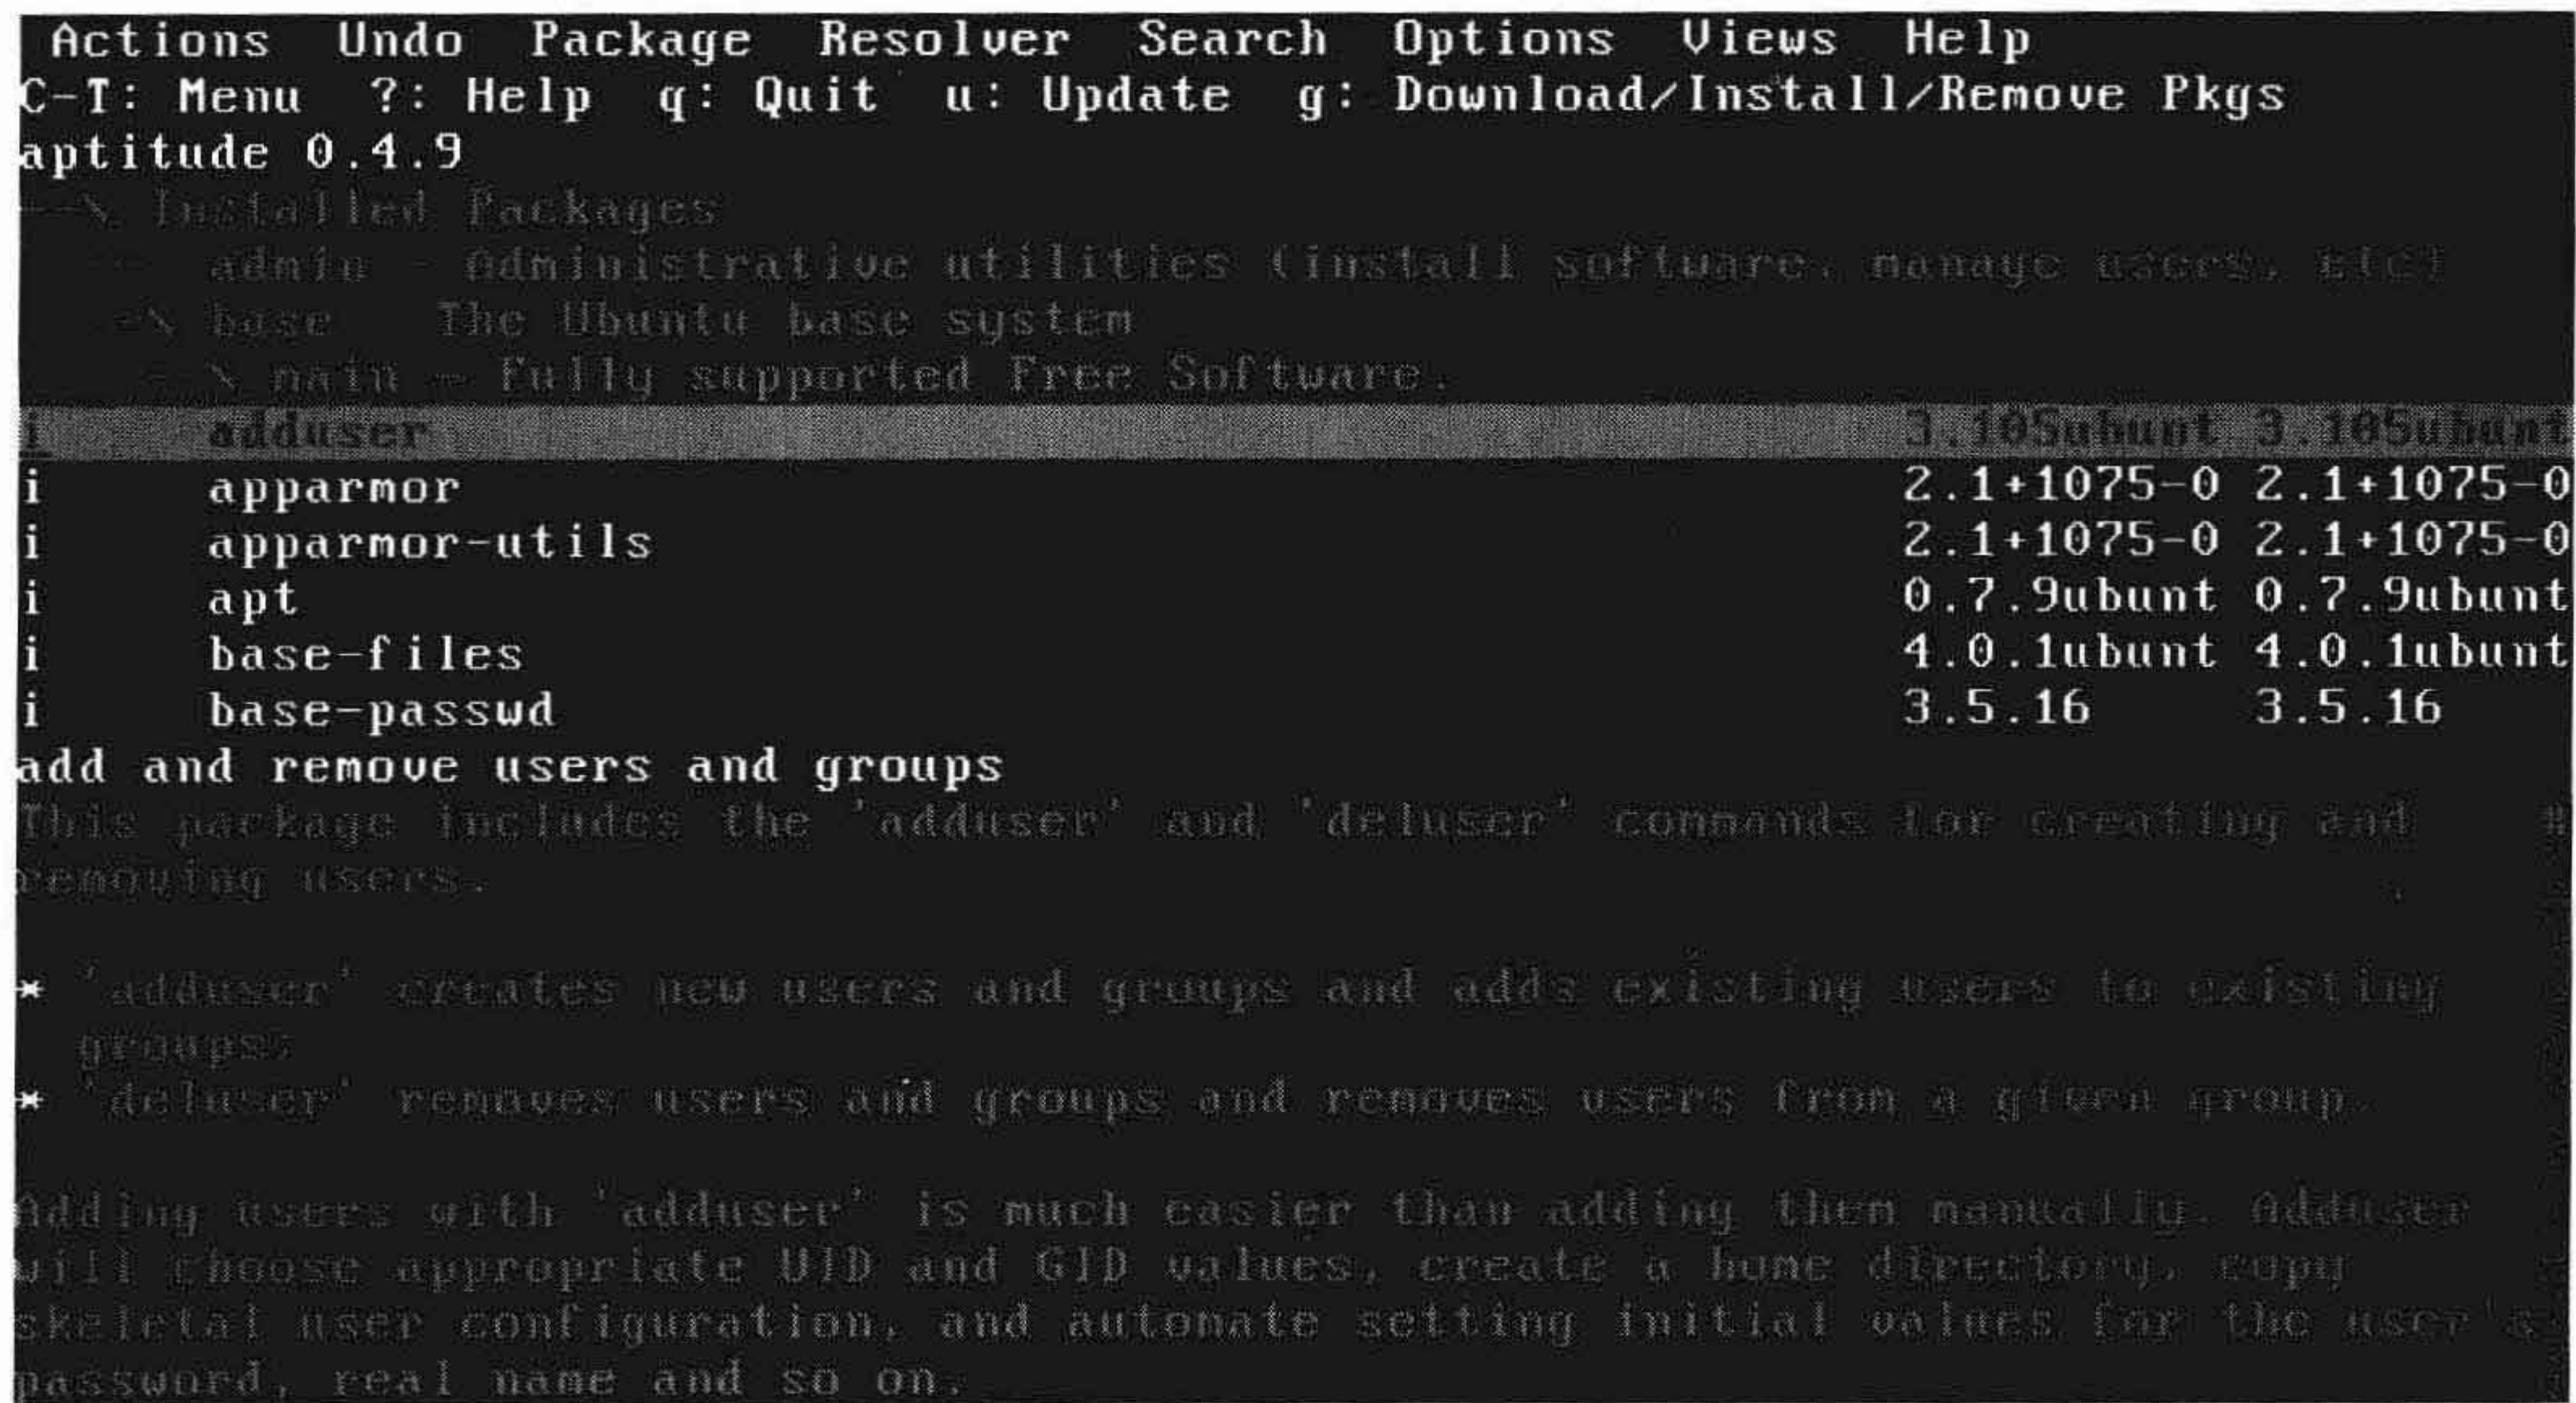 Actions Undo Package Resolver Search Options Views Help
C-T: Menu ?: Help q: Quit u: Update g: Download/Install/Remove Pkgs
aptitude 0.4.9
--\ Installed Packages
-- admin - Administrative utilities (install software, manage users, etc)
-\ base The Ubuntu base system
- \ main - Fully supported Free Software.
i adduser 3.105ubunt 3.105ubunt
i apparmor 2.1+1075-0 2.1+1075-0
i apparmor-utils 2.1+1075-0 2.1+1075-0
i apt 0.7.9ubunt 0.7.9ubunt
i base-files 4.0.1ubunt 4.0.1ubunt
i base-passwd 3.5.16 3.5.16
add and remove users and groups
This package includes the 'adduser' and 'deluser' commands for creating and #
removing users.
* 'adduser' creates new users and groups and adds existing users to existing
groups;
* 'deluser' removes users and groups and removes users from a given group.
Adding users with 'adduser' is much easier than adding them manually. Adduser
will choose appropriate UID and GID values, create a home directory, copy
skeletal user configuration, and automate setting initial values for the user's
password, real name and so on.